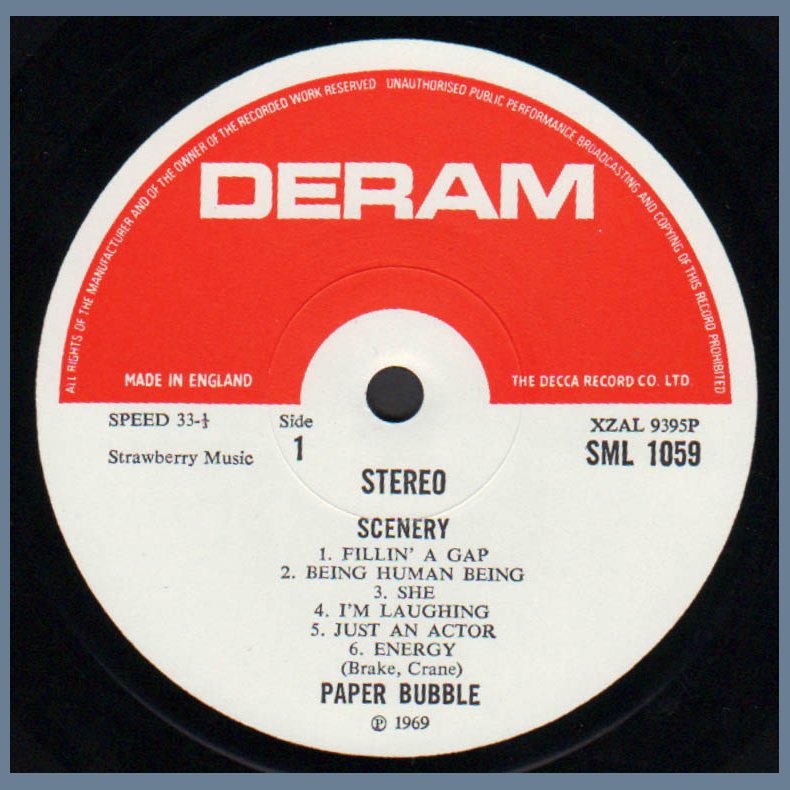 ALL RIGHTS OF THE MANUFACTURER AND OF THE OWNER OF THE RECORDED WORK RESERVED UNAUTHORISED PUBLIC PERFORMANCE BROADCASTING AND COPYING OF THIS RECORD PROHIBITED
DERAM
MADE IN ENGLAND THE DECCA RECORD CO. LTD.
SPEED 33-⅓ Side XZAL 9395P
Strawberry Music 1 SML 1059
STEREO
SCENERY
1. FILLIN' A GAP
2. BEING HUMAN BEING
3. SHE
4. I'M LAUGHING
5. JUST AN ACTOR
6. ENERGY
(Brake, Crane)
PAPER BUBBLE
℗ 1969